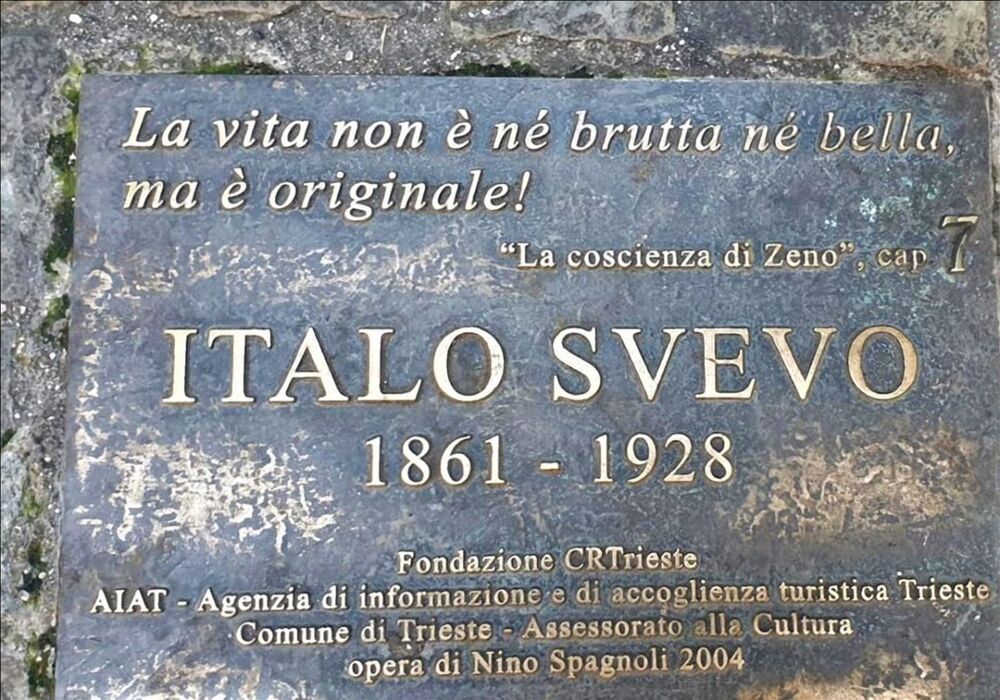 La vita non è né brutta né bella,
ma è originale!
“La coscienza di Zeno”, cap 7
ITALO SVEVO
1861 - 1928
Fondazione CRTrieste
AIAT - Agenzia di informazione e di accoglienza turistica Trieste
Comune di Trieste - Assessorato alla Cultura
opera di Nino Spagnoli 2004